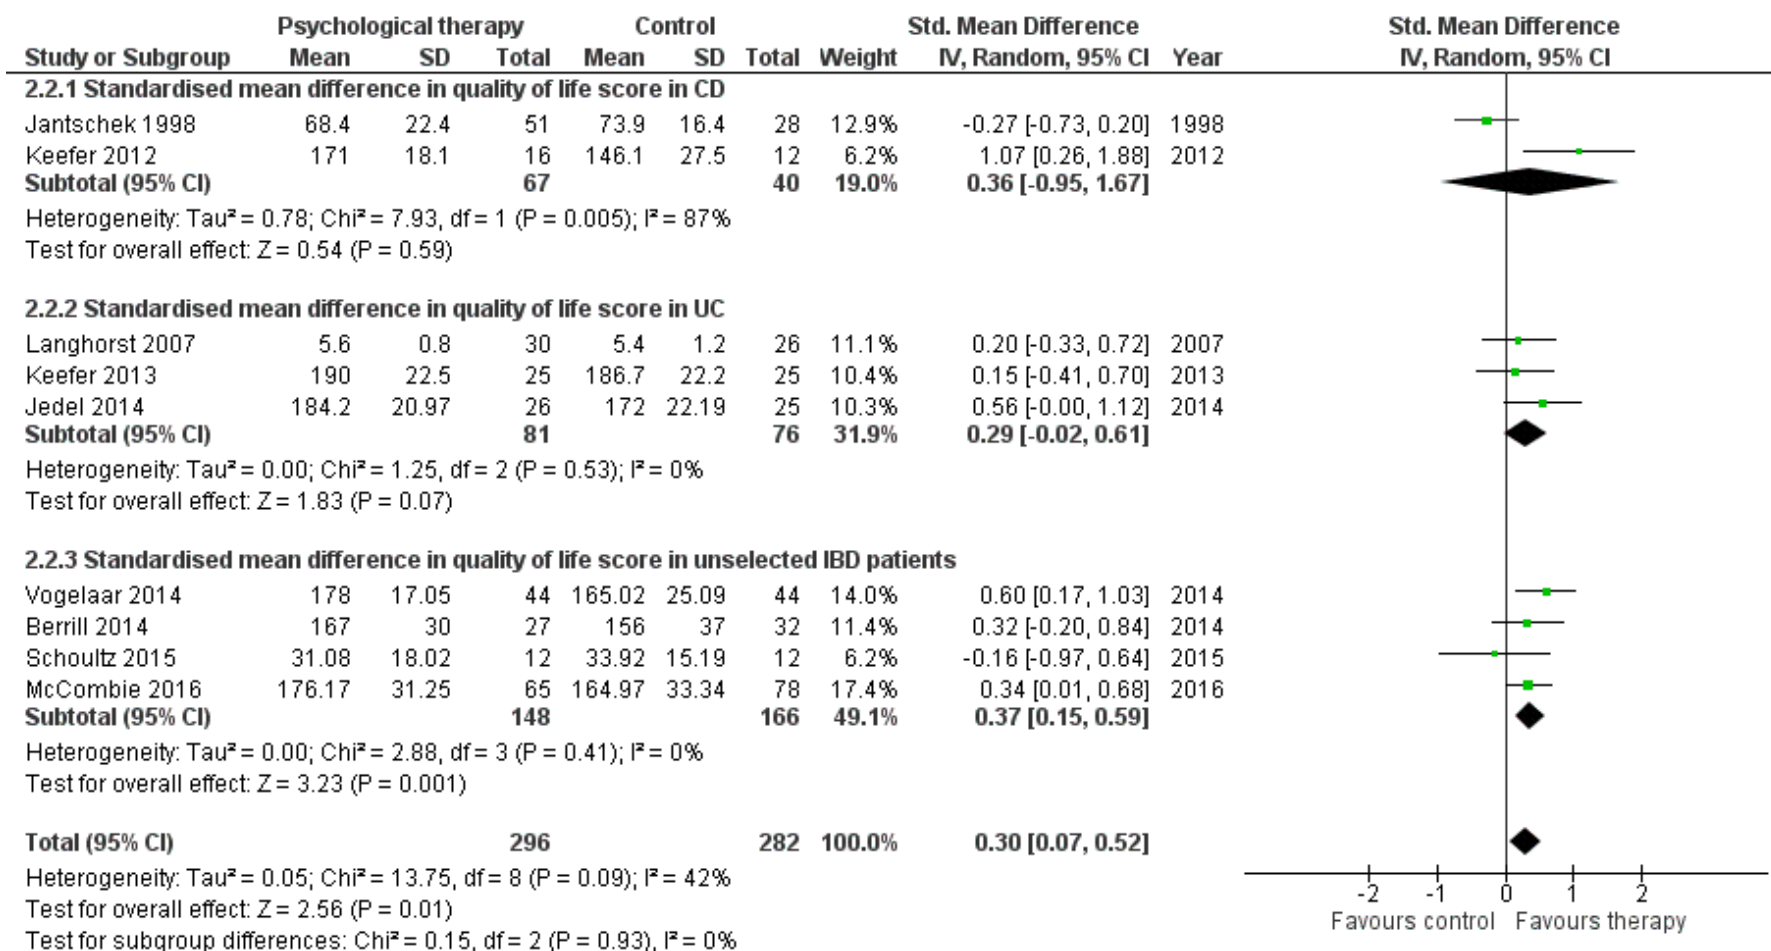 Psychological therapy Control Std. Mean Difference Std. Mean Difference
Study or Subgroup Mean SD Total Mean SD Total Weight IV, Random, 95% CI Year IV, Random, 95% CI
2.2.1 Standardised mean difference in quality of life score in CD
Jantschek 1998 68.4 22.4 51 73.9 16.4 28 12.9% -0.27 [-0.73, 0.20] 1998
Keefer 2012 171 18.1 16 146.1 27.5 12 6.2% 1.07 [0.26, 1.88] 2012
Subtotal (95% CI) 67 40 19.0% 0.36 [-0.95, 1.67]
Heterogeneity: Tau² = 0.78; Chi² = 7.93, df = 1 (P = 0.005); I² = 87%
Test for overall effect: Z = 0.54 (P = 0.59)
2.2.2 Standardised mean difference in quality of life score in UC
Langhorst 2007 5.6 0.8 30 5.4 1.2 26 11.1% 0.20 [-0.33, 0.72] 2007
Keefer 2013 190 22.5 25 186.7 22.2 25 10.4% 0.15 [-0.41, 0.70] 2013
Jedel 2014 184.2 20.97 26 172 22.19 25 10.3% 0.56 [-0.00, 1.12] 2014
Subtotal (95% CI) 81 76 31.9% 0.29 [-0.02, 0.61]
Heterogeneity: Tau² = 0.00; Chi² = 1.25, df = 2 (P = 0.53); I² = 0%
Test for overall effect: Z = 1.83 (P = 0.07)
2.2.3 Standardised mean difference in quality of life score in unselected IBD patients
Vogelaar 2014 178 17.05 44 165.02 25.09 44 14.0% 0.60 [0.17, 1.03] 2014
Berrill 2014 167 30 27 156 37 32 11.4% 0.32 [-0.20, 0.84] 2014
Schoultz 2015 31.08 18.02 12 33.92 15.19 12 6.2% -0.16 [-0.97, 0.64] 2015
McCombie 2016 176.17 31.25 65 164.97 33.34 78 17.4% 0.34 [0.01, 0.68] 2016
Subtotal (95% CI) 148 166 49.1% 0.37 [0.15, 0.59]
Heterogeneity: Tau² = 0.00; Chi² = 2.88, df = 3 (P = 0.41); I² = 0%
Test for overall effect: Z = 3.23 (P = 0.001)
Total (95% CI) 296 282 100.0% 0.30 [0.07, 0.52]
Heterogeneity: Tau² = 0.05; Chi² = 13.75, df = 8 (P = 0.09); I² = 42%
Test for overall effect: Z = 2.56 (P = 0.01)
Test for subgroup differences: Chi² = 0.15, df = 2 (P = 0.93), I² = 0%
-2 -1 0 1 2
Favours control Favours therapy